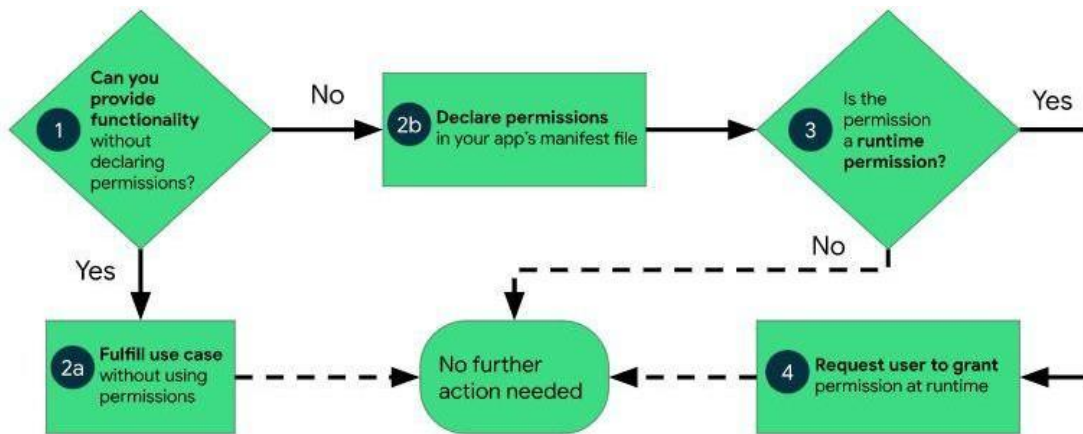 1
Can you
provide
functionality
without
declaring
permissions?
No
2b
Declare permissions
in your app's manifest file
3
Is the
permission
a runtime
permission?
Yes
No
Yes
2a
Fulfill use case
without using
permissions
No further
action needed
4
Request user to grant
permission at runtime